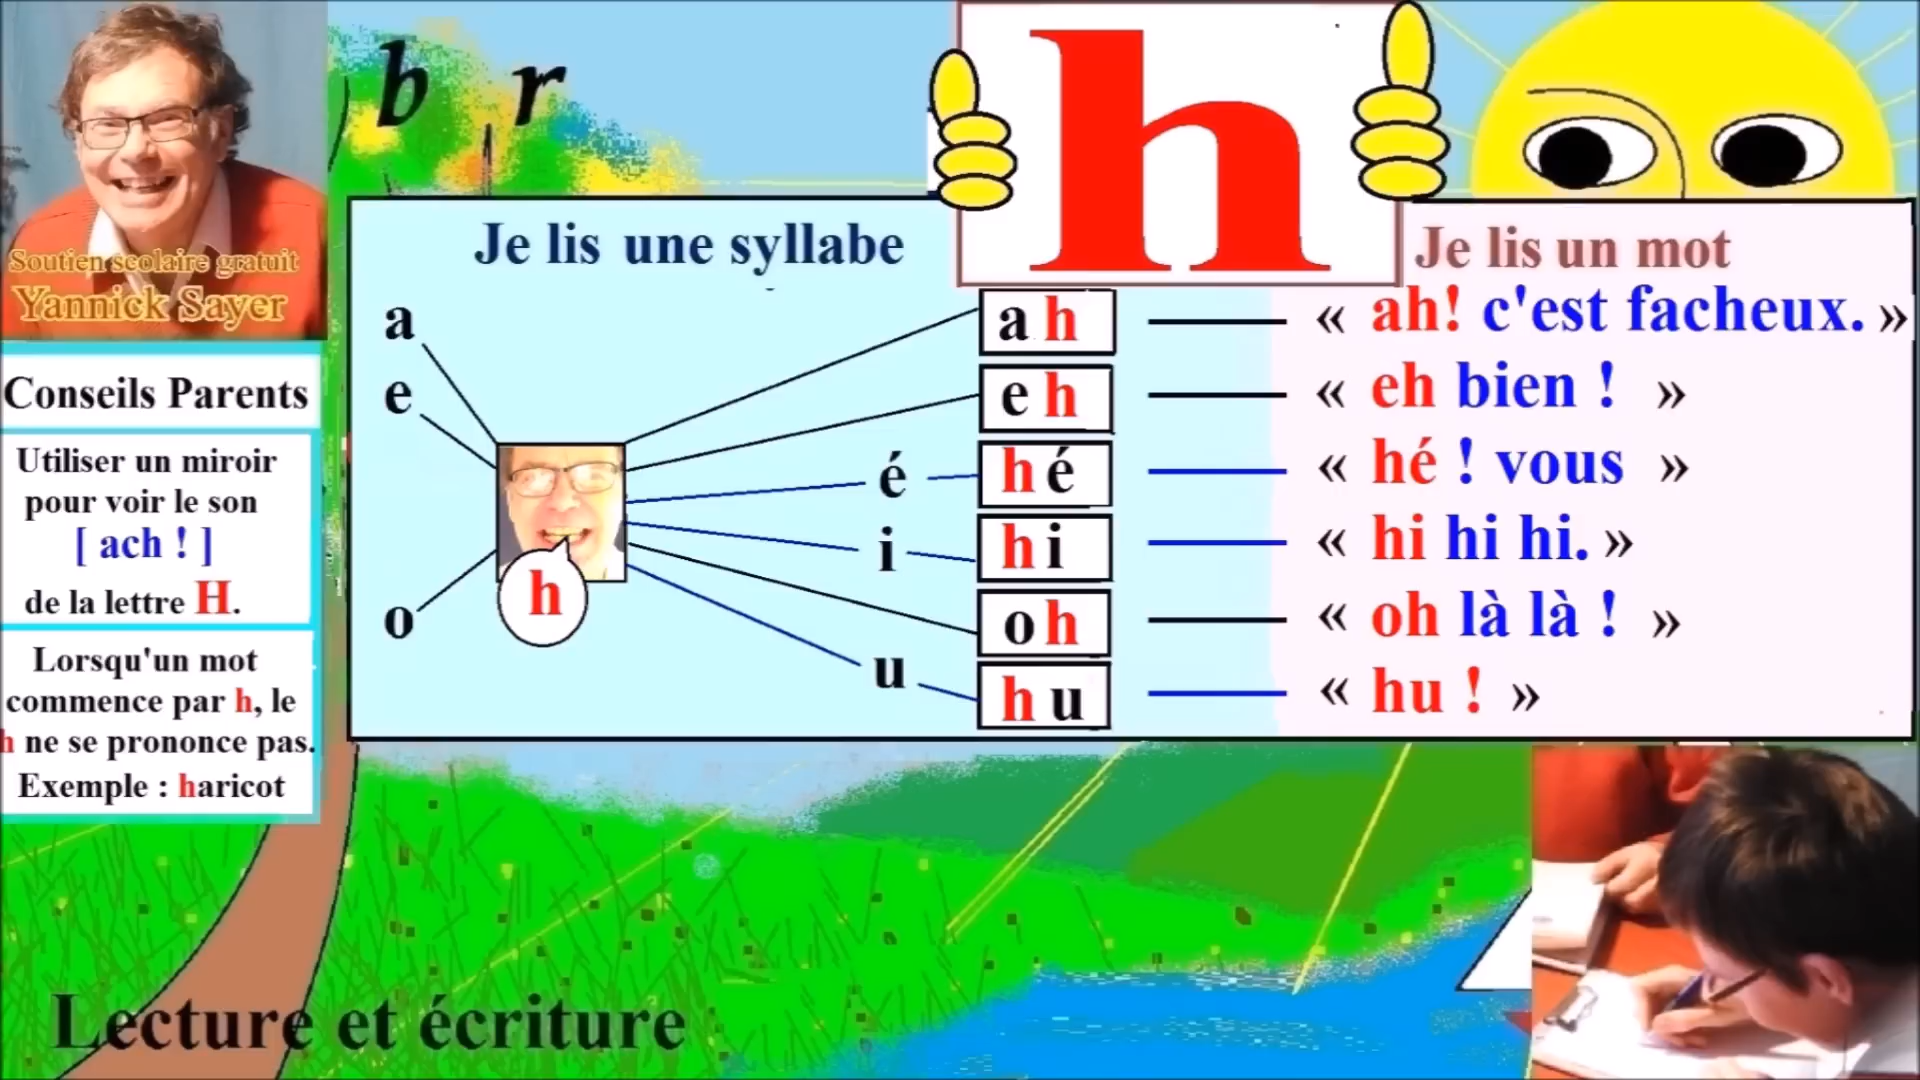 b r
h
Soutien scolaire gratuit
Yannick Sayer
Conseils Parents
Utiliser un miroir
pour voir le son
[ ach ! ]
de la lettre H.
Lorsqu'un mot
commence par h, le
h ne se prononce pas.
Exemple : haricot
Je lis une syllabe
a
e
o
h
é
i
u
a h
e h
h é
h i
o h
h u
Je lis un mot
« ah! c'est facheux. »
« eh bien ! »
« hé ! vous »
« hi hi hi. »
« oh là là ! »
« hu ! »
Lecture et écriture